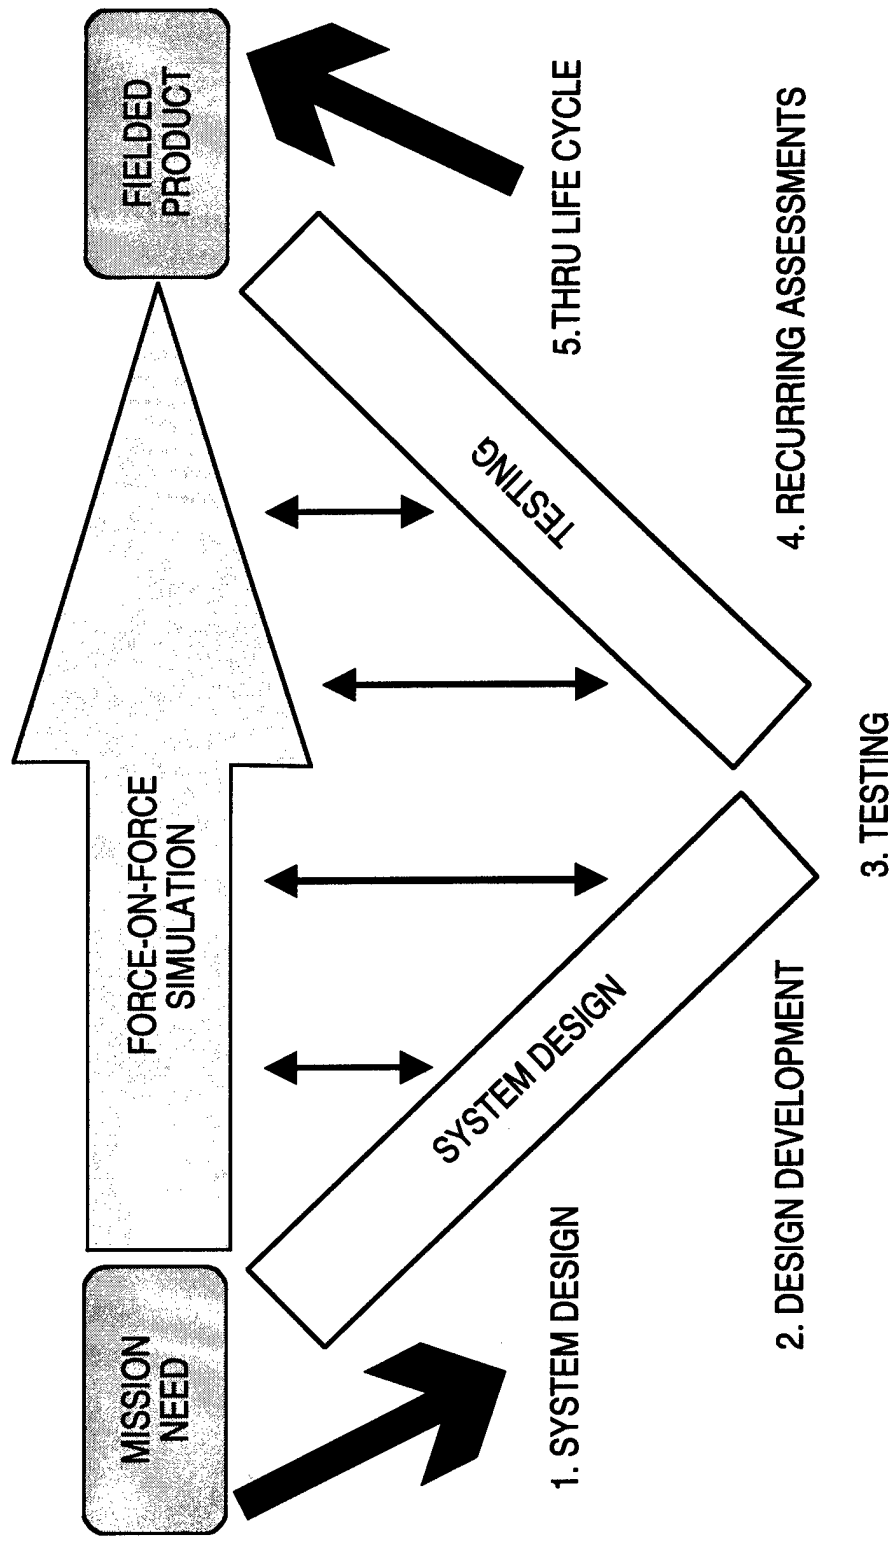 MISSION
NEED
FORCE-ON-FORCE
SIMULATION
FIELDED
PRODUCT
SYSTEM DESIGN
TESTING
1. SYSTEM DESIGN
2. DESIGN DEVELOPMENT
3. TESTING
4. RECURRING ASSESSMENTS
5.THRU LIFE CYCLE